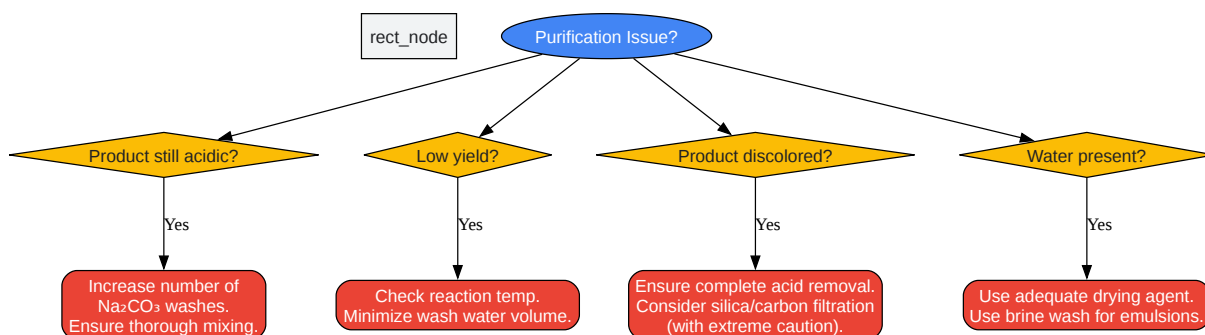 rect_node
Purification Issue?
Product still acidic?
Low yield?
Product discolored?
Water present?
Yes
Yes
Yes
Yes
Increase number of
Na₂CO₃ washes.
Ensure thorough mixing.
Check reaction temp.
Minimize wash water volume.
Ensure complete acid removal.
Consider silica/carbon filtration
(with extreme caution).
Use adequate drying agent.
Use brine wash for emulsions.